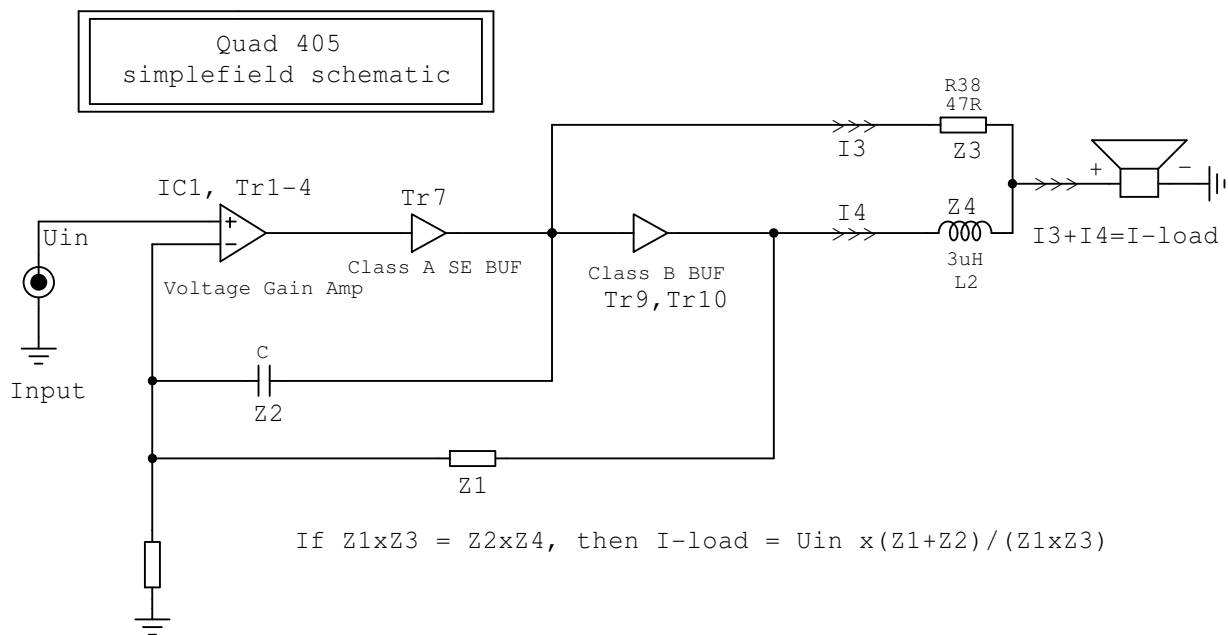 Quad 405
simplefield schematic
R38
47R
I3
Z3
+
-
IC1, Tr1-4
Tr7
I4
Z4
Uin
+
-
I3+I4=I-load
Class A SE BUF
Class B BUF
3uH
Voltage Gain Amp
Tr9,Tr10
L2
C
Input
Z2
Z1
If Z1xZ3 = Z2xZ4, then I-load = Uin x(Z1+Z2)/(Z1xZ3)